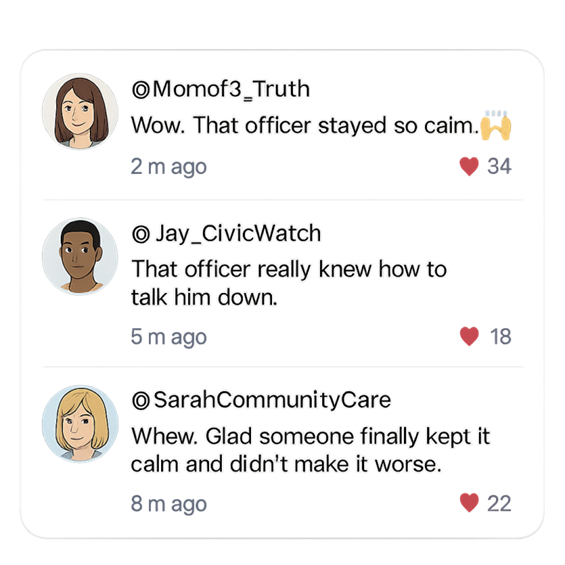 @Momof3_Truth
Wow. That officer stayed so caim.🙌
2 m ago
34
@ Jay_CivicWatch
That officer really knew how to
talk him down.
5 m ago
18
@SarahCommunityCare
Whew. Glad someone finally kept it
calm and didn't make it worse.
8 m ago
22